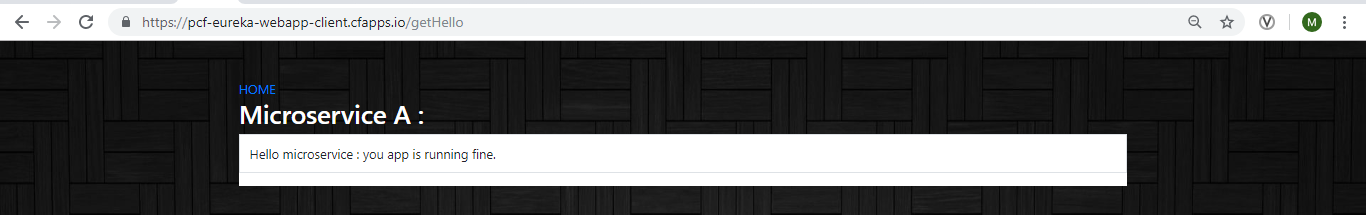 https://pcf-eureka-webapp-client.cfapps.io/getHello
M
HOME
Microservice A :
Hello microservice : you app is running fine.